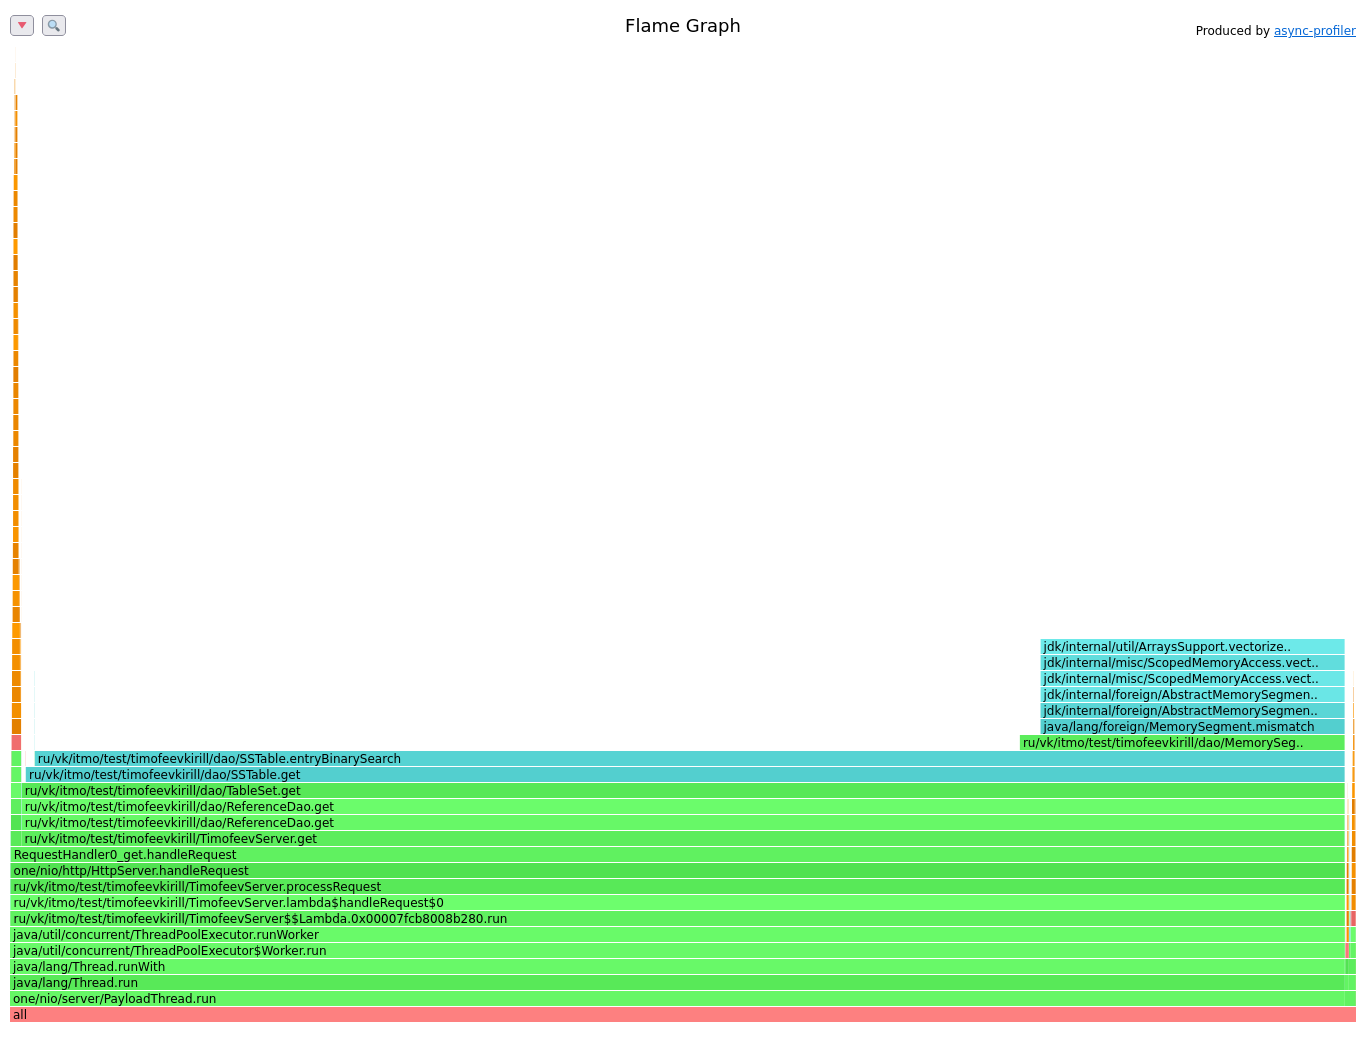 Flame Graph
Produced by async-profiler
jdk/internal/util/ArraysSupport.vectorize..
jdk/internal/misc/ScopedMemoryAccess.vect..
jdk/internal/misc/ScopedMemoryAccess.vect..
jdk/internal/foreign/AbstractMemorySegmen..
jdk/internal/foreign/AbstractMemorySegmen..
java/lang/foreign/MemorySegment.mismatch
ru/vk/itmo/test/timofeevkirill/dao/MemorySeg..
ru/vk/itmo/test/timofeevkirill/dao/SSTable.entryBinarySearch
ru/vk/itmo/test/timofeevkirill/dao/SSTable.get
ru/vk/itmo/test/timofeevkirill/dao/TableSet.get
ru/vk/itmo/test/timofeevkirill/dao/ReferenceDao.get
ru/vk/itmo/test/timofeevkirill/dao/ReferenceDao.get
ru/vk/itmo/test/timofeevkirill/TimofeevServer.get
RequestHandler0_get.handleRequest
one/nio/http/HttpServer.handleRequest
ru/vk/itmo/test/timofeevkirill/TimofeevServer.processRequest
ru/vk/itmo/test/timofeevkirill/TimofeevServer.lambda$handleRequest$0
ru/vk/itmo/test/timofeevkirill/TimofeevServer$$Lambda.0x00007fcb8008b280.run
java/util/concurrent/ThreadPoolExecutor.runWorker
java/util/concurrent/ThreadPoolExecutor$Worker.run
java/lang/Thread.runWith
java/lang/Thread.run
one/nio/server/PayloadThread.run
all